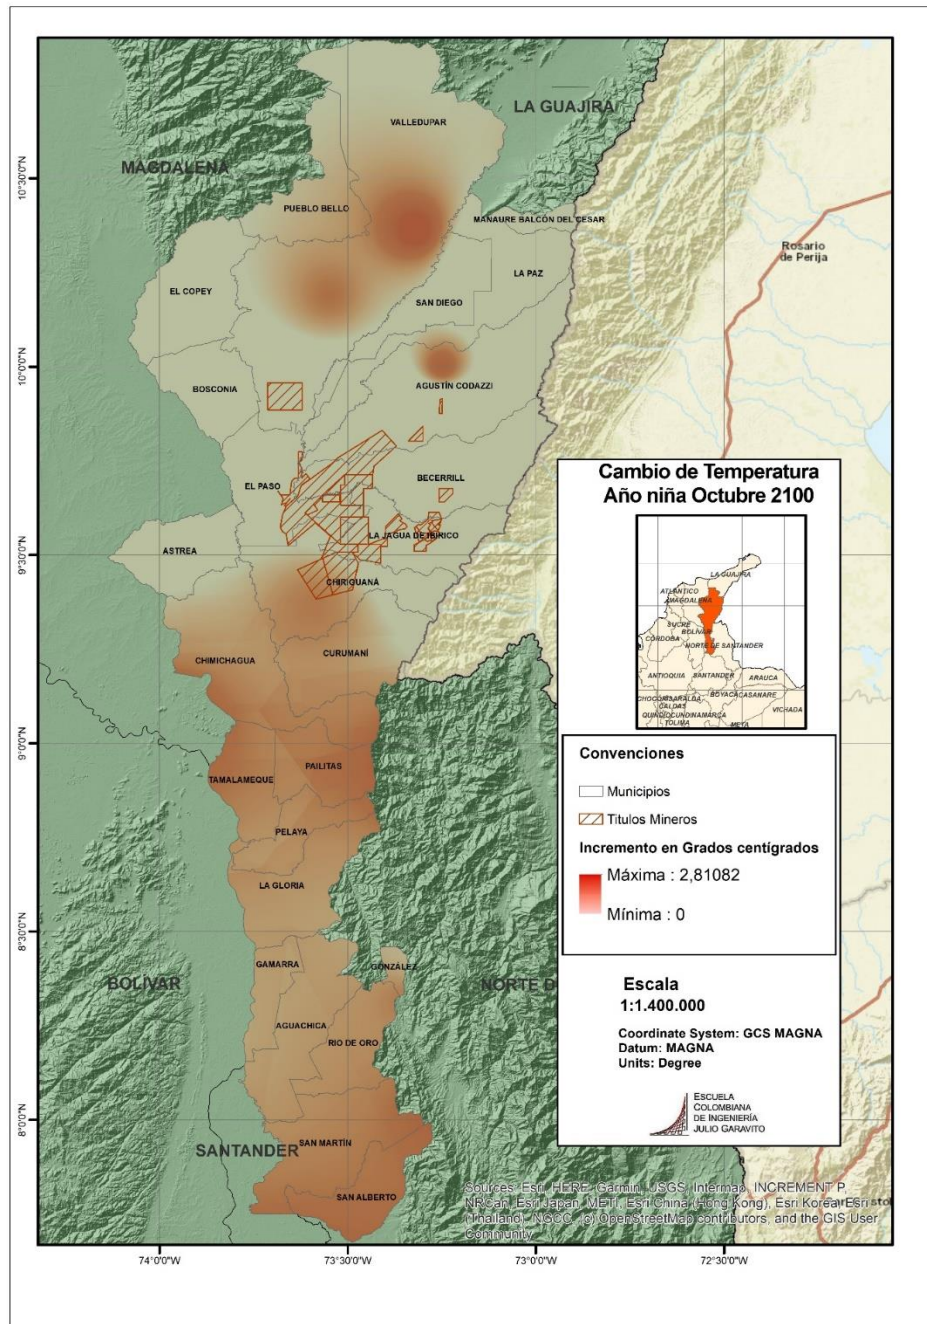 LA GUAJIRA
VALLEDUPAR
MAGDALENA
10°30'0"N
PUEBLO BELLO
MANAURE BALCÓN DEL CESAR
Rosario
de Perija
LA PAZ
EL COPEY
SAN DIEGO
10°0'0"N
AGUSTÍN CODAZZI
BOSCONIA
BECERRILL
EL PASO
LA JAGUA DE IBIRICO
ASTREA
9°30'0"N
CHIRIGUANÁ
CURUMANÍ
CHIMICHAGUA
9°0'0"N
PAILITAS
TAMALAMEQUE
PELAYA
LA GLORIA
8°30'0"N
GAMARRA
GONZÁLEZ
BOLÍVAR
NORTE D
AGUACHICA
RIO DE ORO
8°0'0"N
SAN MARTÍN
SANTANDER
SAN ALBERTO
Cambio de Temperatura
Año niña Octubre 2100
LA GUAJIRA
ATLÁNTICO
MAGDALENA
SUCRE
BOLÍVAR
CÓRDOBA
NORTE DE SANTANDER
ANTIOQUIA
SANTANDER
ARAUCA
BOYACA
CASANARE
CHOCO
RISARALDA
CALDAS
VICHADA
QUINDIO
CUNDINAMARCA
TOLIMA
META
Convenciones
Municipios
Titulos Mineros
Incremento en Grados centígrados
Máxima : 2,81082
Mínima : 0
Escala
1:1.400.000
Coordinate System: GCS MAGNA
Datum: MAGNA
Units: Degree
ESCUELA
COLOMBIANA
DE INGENIERÍA
JULIO GARAVITO
Sources: Esri, HERE, Garmin, USGS, Intermap, INCREMENT P,
NRCan, Esri Japan, METI, Esri China (Hong Kong), Esri Korea, Esri
(Thailand), NGCC, (c) OpenStreetMap contributors, and the GIS User
Community
74°0'0"W
73°30'0"W
73°0'0"W
72°30'0"W